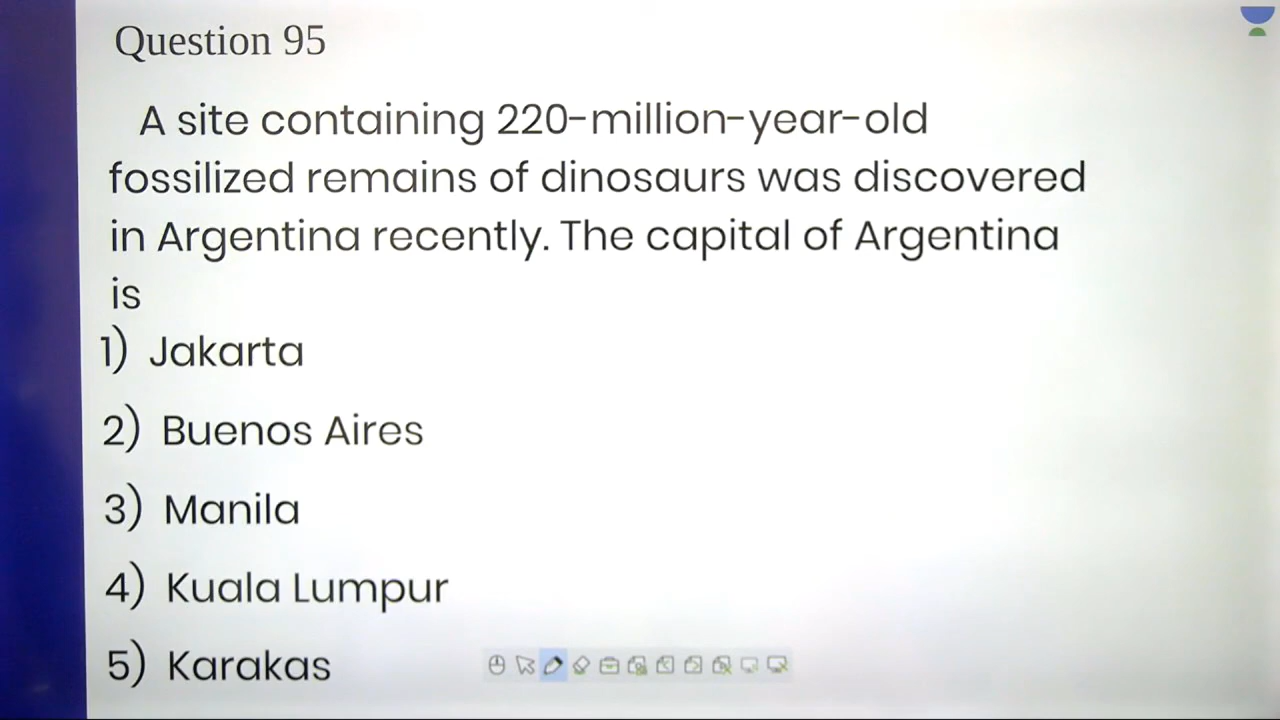 Question 95
A site containing 220-million-year-old
fossilized remains of dinosaurs was discovered
in Argentina recently. The capital of Argentina
is
1) Jakarta
2) Buenos Aires
3) Manila
4) Kuala Lumpur
5) Karakas